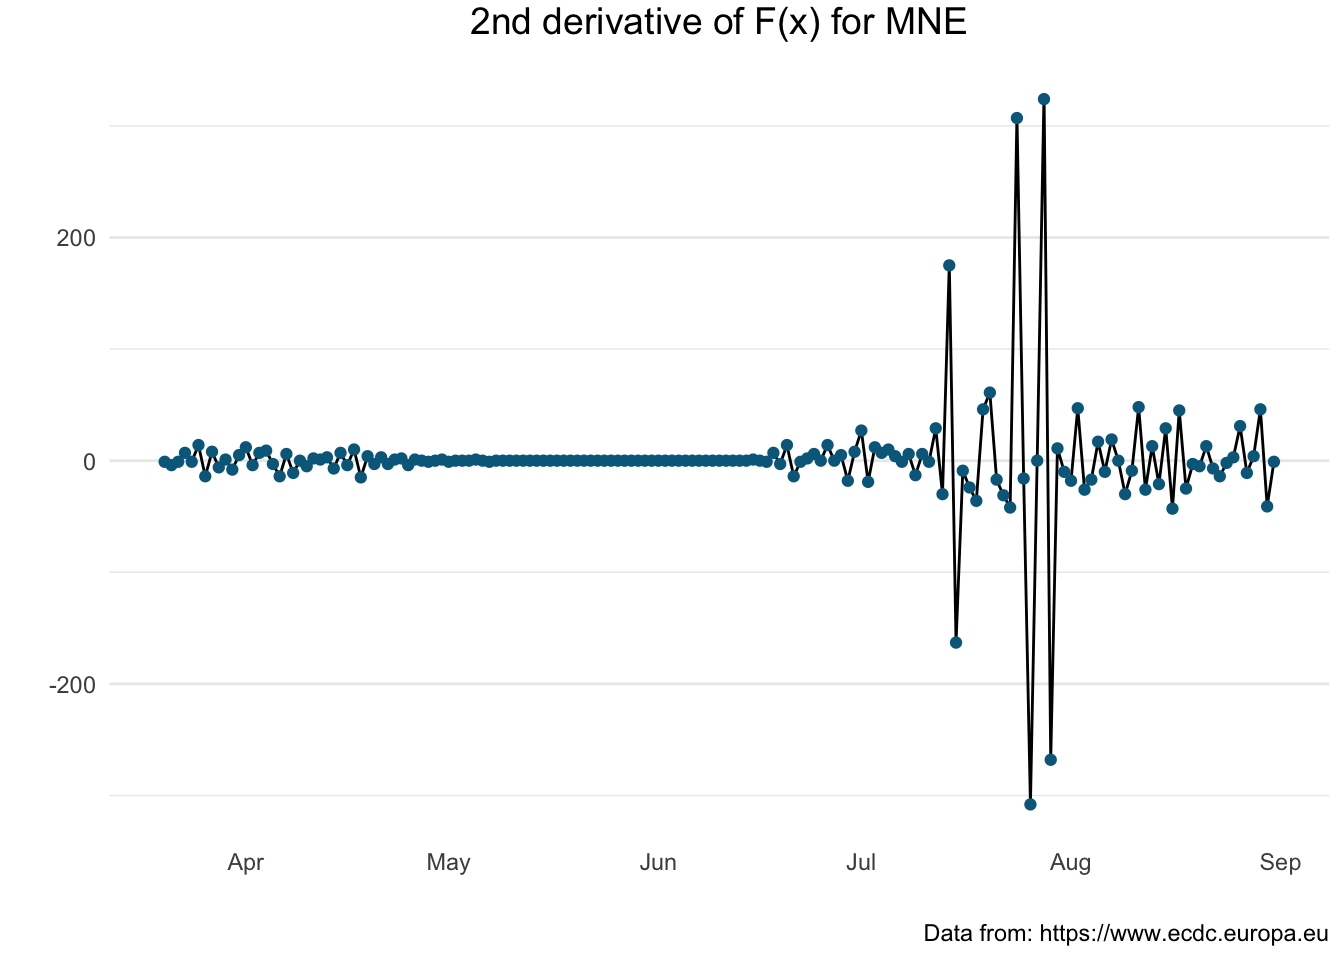 2nd derivative of F(x) for MNE
200
0
-200
Apr May Jun Jul Aug Sep
Data from: https://www.ecdc.europa.eu